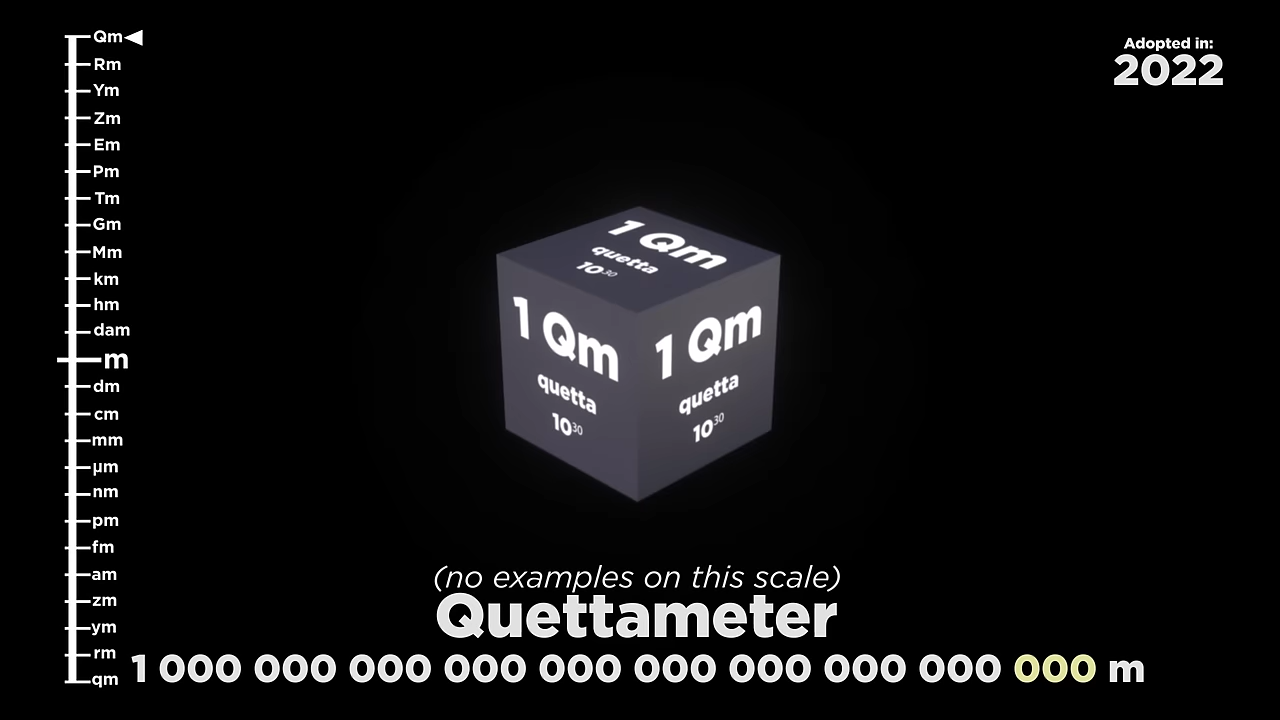 Qm
Rm
Ym
Zm
Em
Pm
Tm
Gm
Mm
km
hm
dam
m
dm
cm
mm
µm
nm
pm
fm
am
zm
ym
rm
qm
Adopted in:
2022
1 Qm
quetta
10³⁰
1 Qm
quetta
10³⁰
1 Qm
quetta
10³⁰
(no examples on this scale)
Quettameter
1 000 000 000 000 000 000 000 000 000 000 m